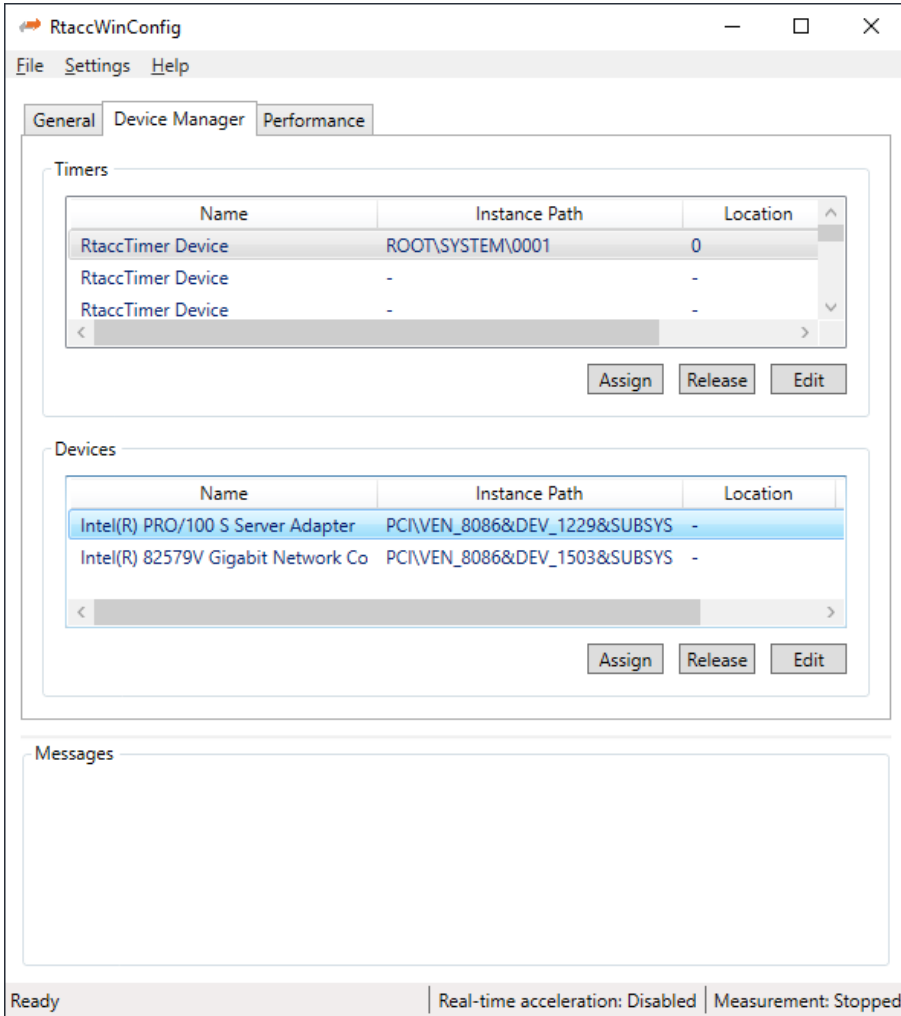 RtaccWinConfig
File Settings Help
General Device Manager Performance
Timers
Name Instance Path Location
RtaccTimer Device ROOT\SYSTEM\0001 0
RtaccTimer Device - -
RtaccTimer Device - -
Assign Release Edit
Devices
Name Instance Path Location
Intel(R) PRO/100 S Server Adapter PCI\VEN_8086&DEV_1229&SUBSYS -
Intel(R) 82579V Gigabit Network Co PCI\VEN_8086&DEV_1503&SUBSYS -
Assign Release Edit
Messages
Ready Real-time acceleration: Disabled Measurement: Stopped